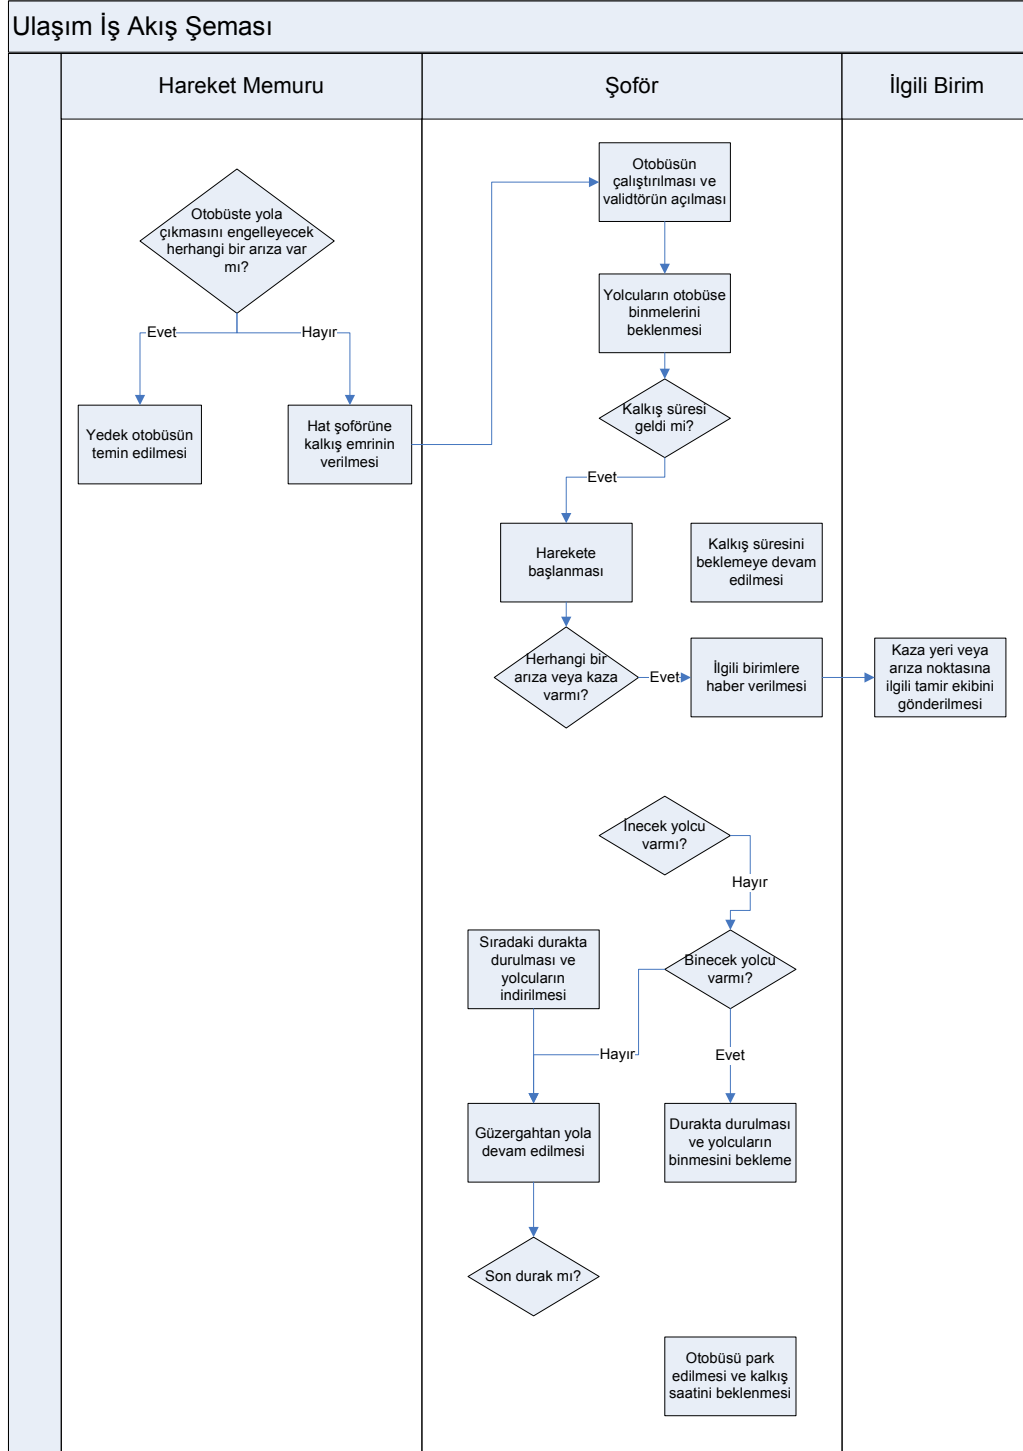 Ulaşım İş Akış Şeması
Hareket Memuru
Şoför
İlgili Birim
Otobüste yola
çıkmasını engelleyecek
herhangi bir arıza var
mı?
Evet
Hayır
Yedek otobüsün
temin edilmesi
Hat şoförüne
kalkış emrinin
verilmesi
Otobüsün
çalıştırılması ve
validtörün açılması
Yolcuların otobüse
binmelerini
beklenmesi
Kalkış süresi
geldi mi?
Evet
Harekete
başlanması
Kalkış süresini
beklemeye devam
edilmesi
Herhangi bir
arıza veya kaza
varmı?
Evet
İlgili birimlere
haber verilmesi
Kaza yeri veya
arıza noktasına
ilgili tamir ekibini
gönderilmesi
İnecek yolcu
varmı?
Hayır
Sıradaki durakta
durulması ve
yolcuların
indirilmesi
Binecek yolcu
varmı?
Hayır
Evet
Güzergahtan yola
devam edilmesi
Durakta durulması
ve yolcuların
binmesini bekleme
Son durak mı?
Otobüsü park
edilmesi ve kalkış
saatini beklenmesi